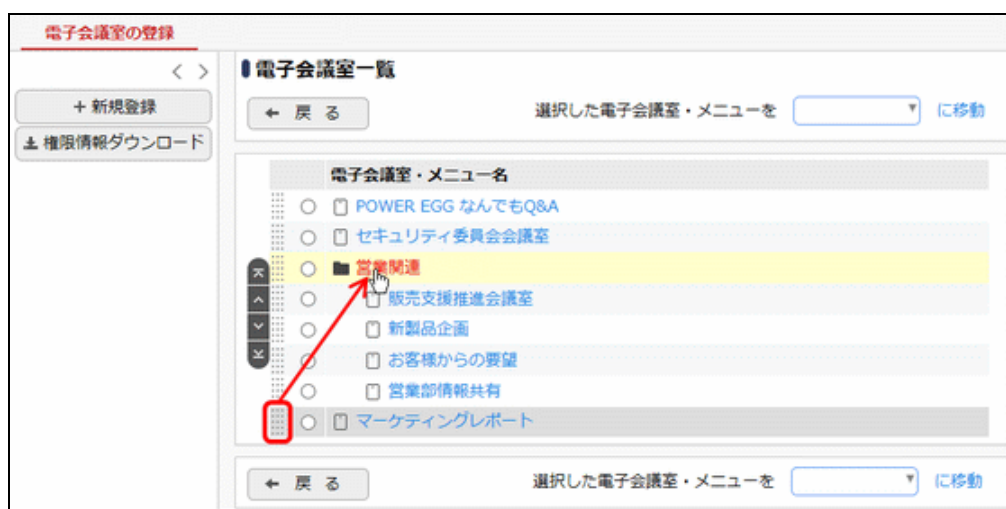 電子会議室の登録
電子会議室一覧
+ 新規登録
権限情報ダウンロード
← 戻 る
選択した電子会議室・メニューを
に移動
電子会議室・メニュー名
POWER EGG なんでもQ&A
セキュリティ委員会会議室
営業関連
販売支援推進会議室
新製品企画
お客様からの要望
営業部情報共有
マーケティングレポート
← 戻 る
選択した電子会議室・メニューを
に移動